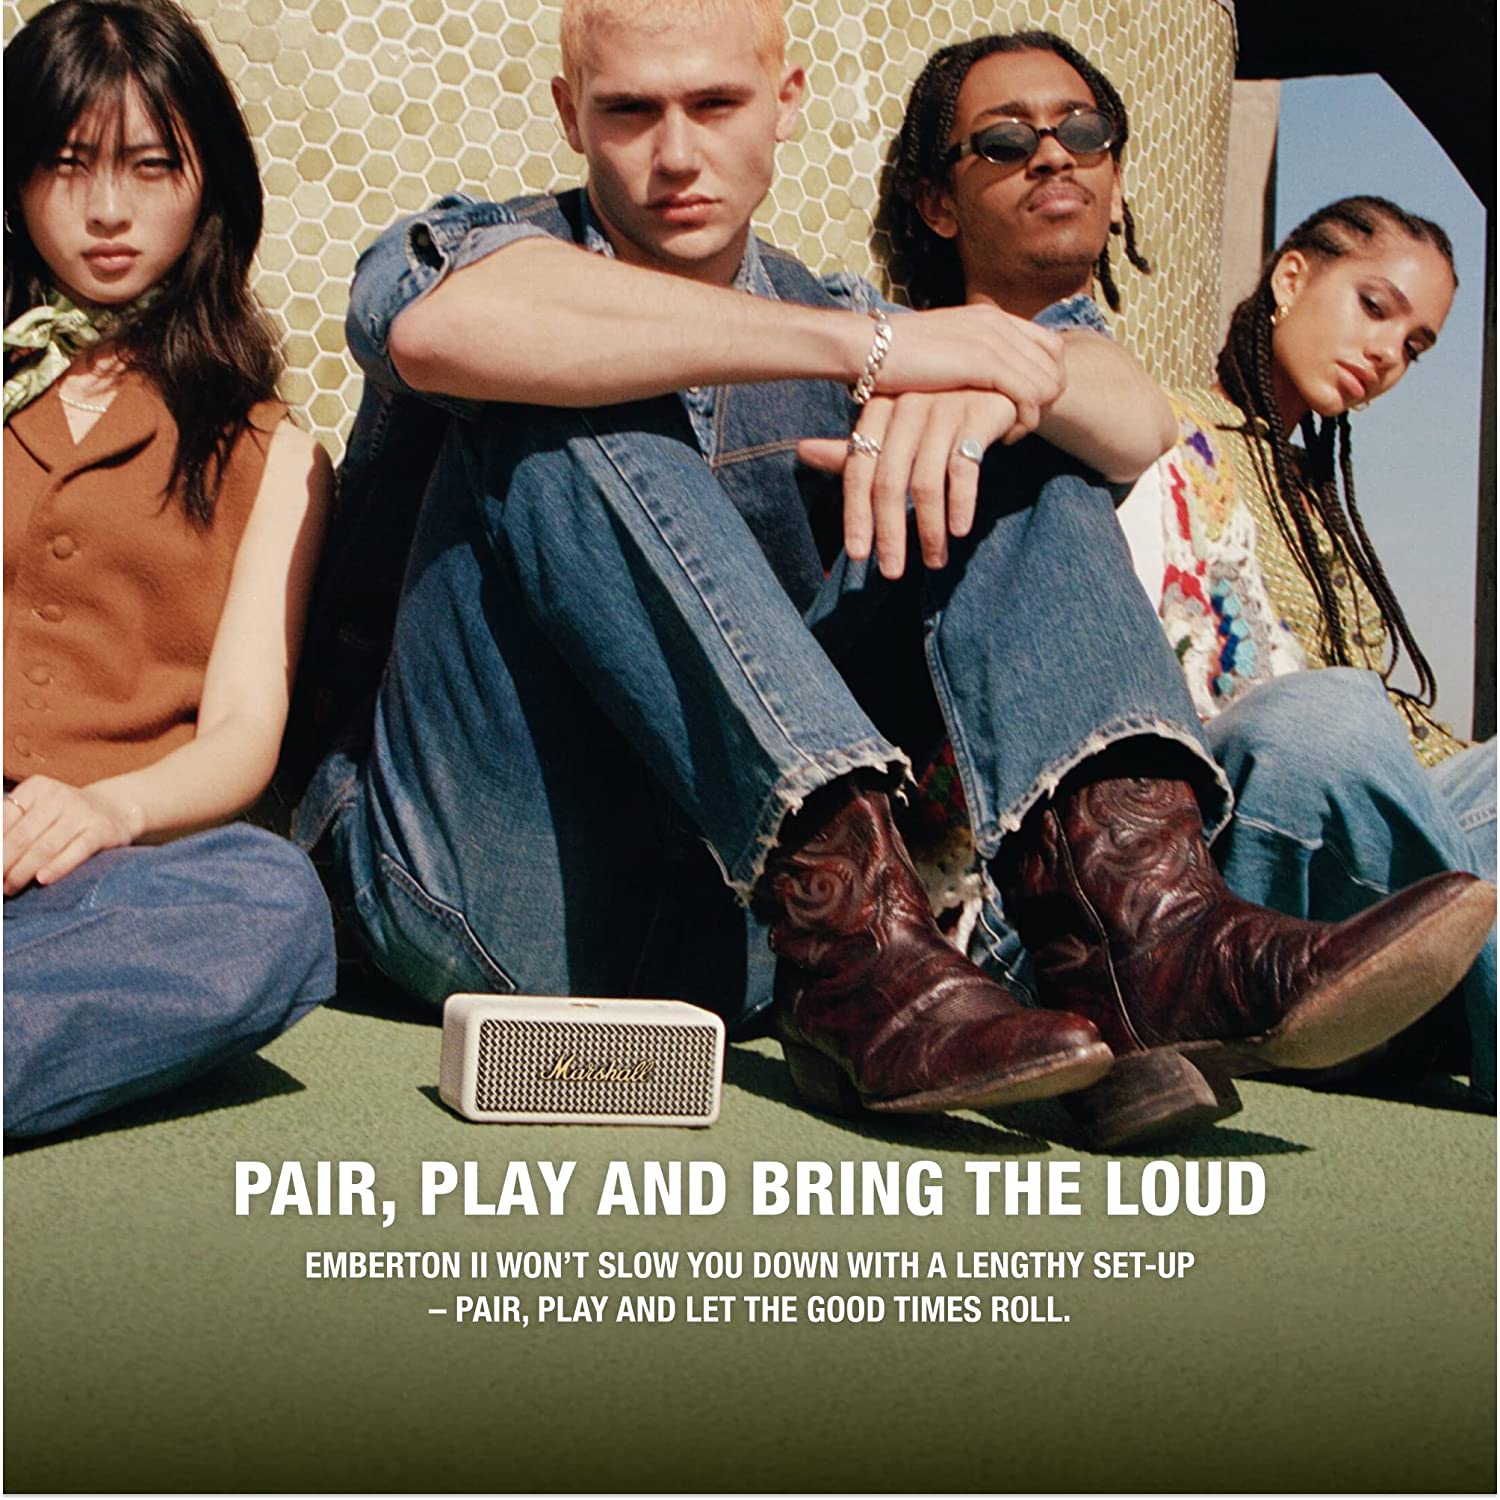 Marshall
PAIR, PLAY AND BRING THE LOUD
EMBERTON II WON’T SLOW YOU DOWN WITH A LENGTHY SET-UP
– PAIR, PLAY AND LET THE GOOD TIMES ROLL.